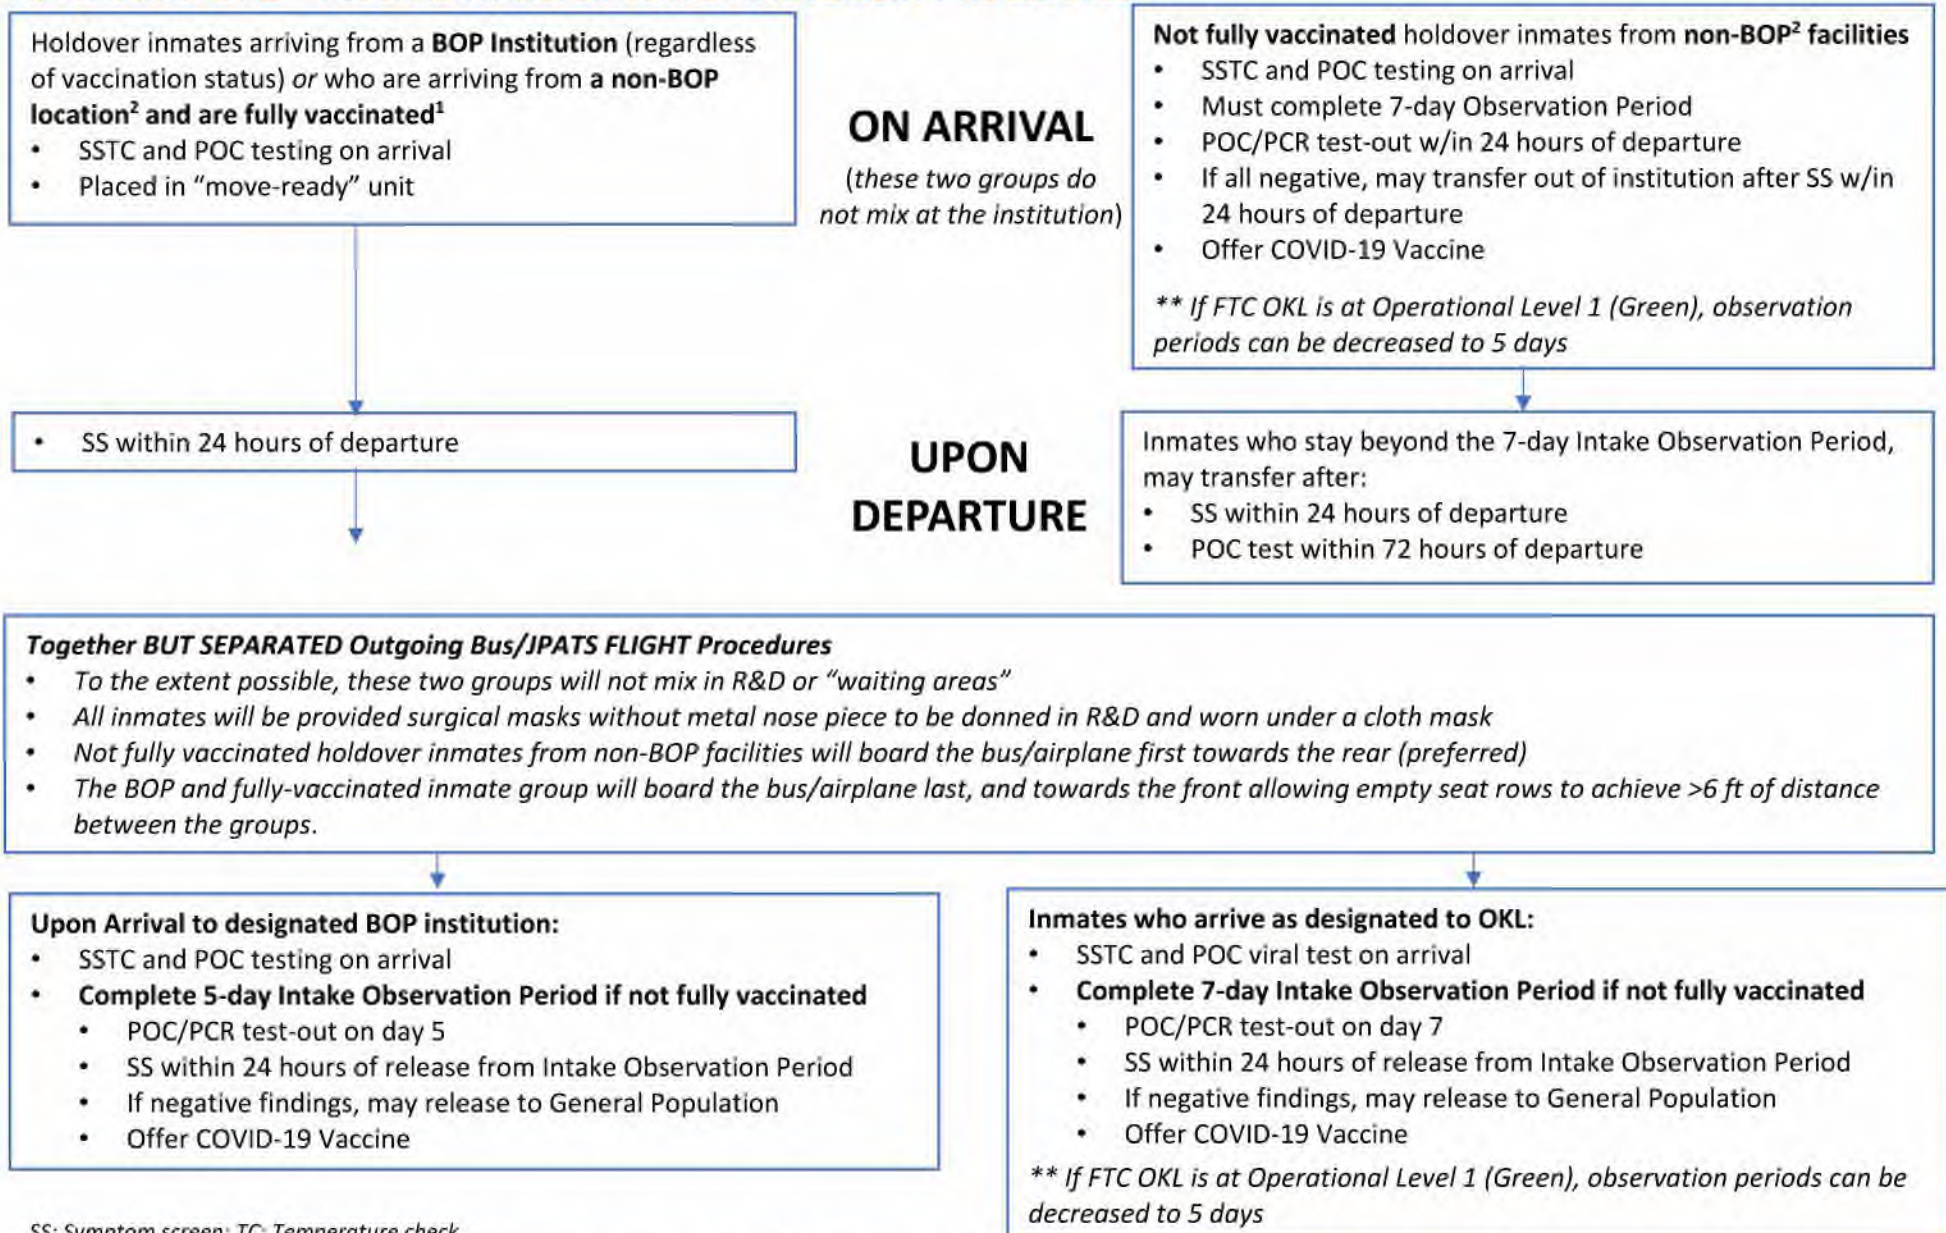 Holdover inmates arriving from a BOP Institution (regardless
of vaccination status) or who are arriving from a non-BOP
location² and are fully vaccinated¹
• SSTC and POC testing on arrival
• Placed in “move-ready” unit
ON ARRIVAL
(these two groups do
not mix at the institution)
Not fully vaccinated holdover inmates from non-BOP² facilities
• SSTC and POC testing on arrival
• Must complete 7-day Observation Period
• POC/PCR test-out w/in 24 hours of departure
• If all negative, may transfer out of institution after SS w/in
24 hours of departure
• Offer COVID-19 Vaccine
** If FTC OKL is at Operational Level 1 (Green), observation
periods can be decreased to 5 days
• SS within 24 hours of departure
UPON
DEPARTURE
Inmates who stay beyond the 7-day Intake Observation Period,
may transfer after:
• SS within 24 hours of departure
• POC test within 72 hours of departure
Together BUT SEPARATED Outgoing Bus/JPATS FLIGHT Procedures
• To the extent possible, these two groups will not mix in R&D or “waiting areas”
• All inmates will be provided surgical masks without metal nose piece to be donned in R&D and worn under a cloth mask
• Not fully vaccinated holdover inmates from non-BOP facilities will board the bus/airplane first towards the rear (preferred)
• The BOP and fully-vaccinated inmate group will board the bus/airplane last, and towards the front allowing empty seat rows to achieve >6 ft of distance
between the groups.
Upon Arrival to designated BOP institution:
• SSTC and POC testing on arrival
• Complete 5-day Intake Observation Period if not fully vaccinated
• POC/PCR test-out on day 5
• SS within 24 hours of release from Intake Observation Period
• If negative findings, may release to General Population
• Offer COVID-19 Vaccine
Inmates who arrive as designated to OKL:
• SSTC and POC viral test on arrival
• Complete 7-day Intake Observation Period if not fully vaccinated
• POC/PCR test-out on day 7
• SS within 24 hours of release from Intake Observation Period
• If negative findings, may release to General Population
• Offer COVID-19 Vaccine
** If FTC OKL is at Operational Level 1 (Green), observation periods can be
decreased to 5 days
SS: Symptom screen; TC: Temperature check